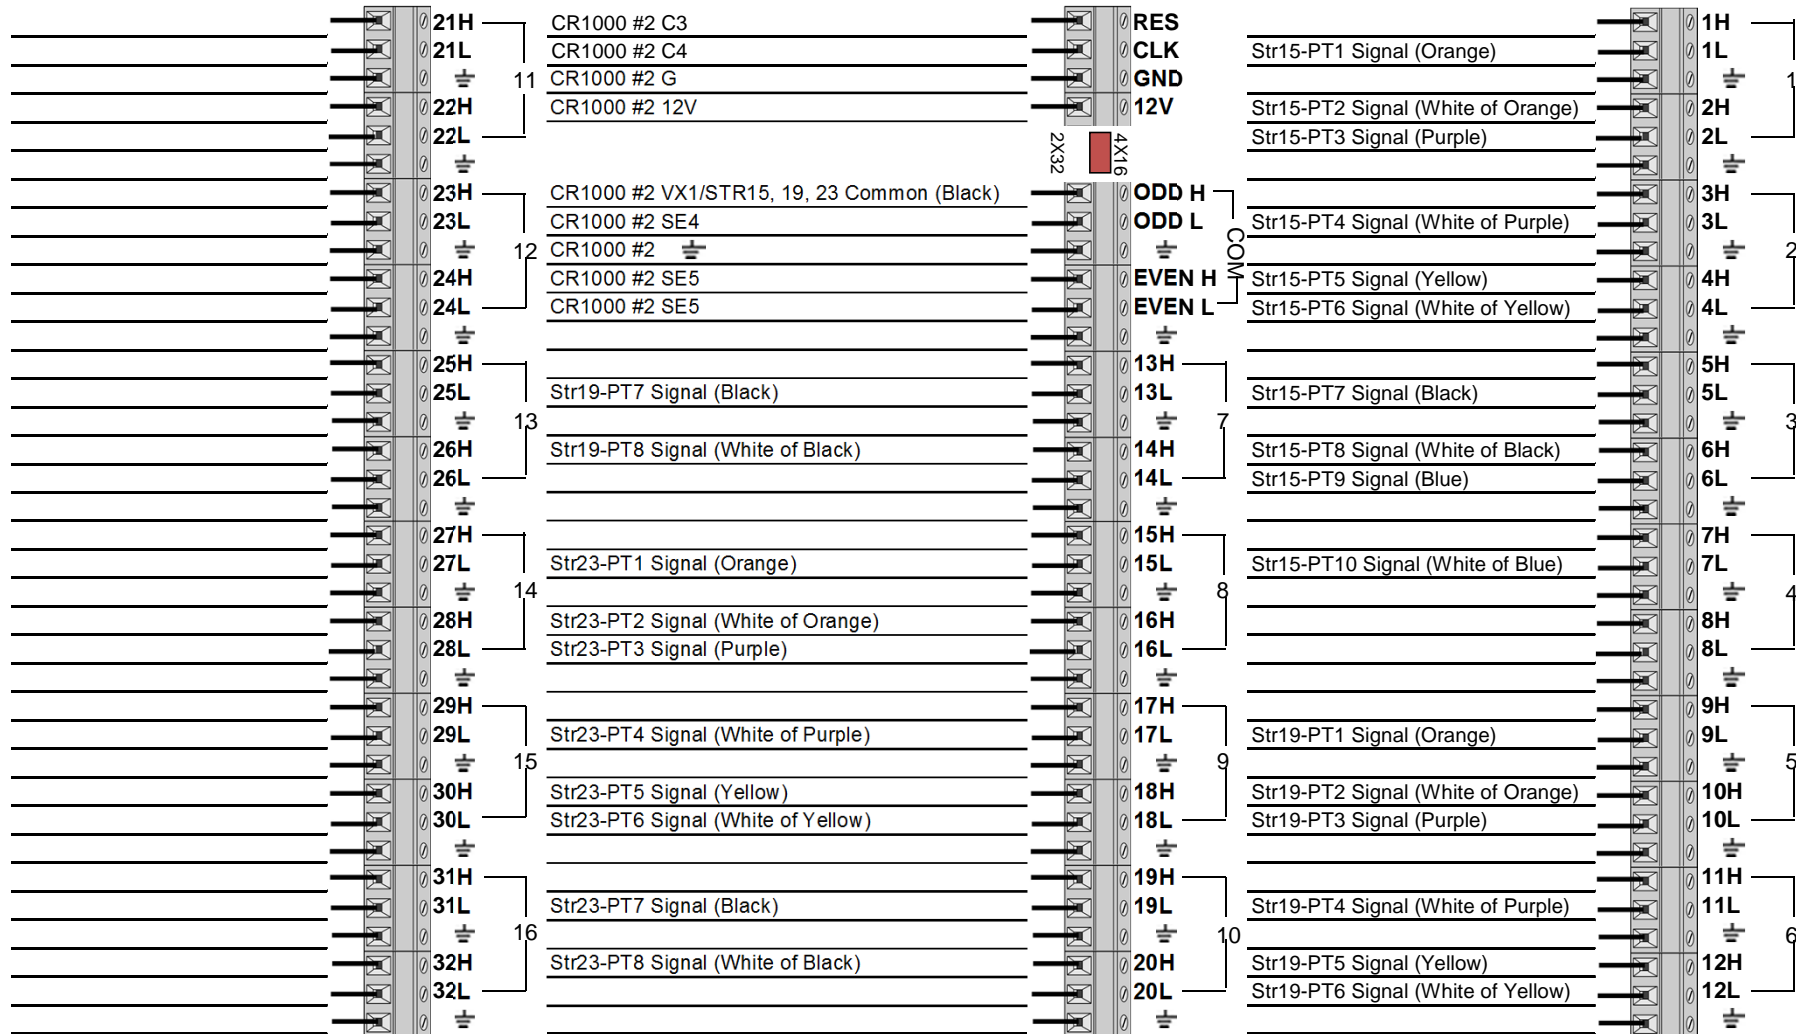 21H
21L
11
22H
22L
23H
23L
12
24H
24L
25H
25L
13
26H
26L
27H
27L
14
28H
28L
29H
29L
15
30H
30L
31H
31L
16
32H
32L
CR1000 #2 C3 RES
CR1000 #2 C4 CLK
CR1000 #2 G GND
CR1000 #2 12V 12V
2X32 4X16
CR1000 #2 VX1/STR15, 19, 23 Common (Black) ODD H
CR1000 #2 SE4 ODD L
CR1000 #2
COM
CR1000 #2 SE5 EVEN H
CR1000 #2 SE5 EVEN L
13H
Str19-PT7 Signal (Black) 13L
7
Str19-PT8 Signal (White of Black) 14H
14L
15H
Str23-PT1 Signal (Orange) 15L
8
Str23-PT2 Signal (White of Orange) 16H
Str23-PT3 Signal (Purple) 16L
17H
Str23-PT4 Signal (White of Purple) 17L
9
Str23-PT5 Signal (Yellow) 18H
Str23-PT6 Signal (White of Yellow) 18L
19H
Str23-PT7 Signal (Black) 19L
10
Str23-PT8 Signal (White of Black) 20H
20L
1H
Str15-PT1 Signal (Orange) 1L
1
Str15-PT2 Signal (White of Orange) 2H
Str15-PT3 Signal (Purple) 2L
3H
Str15-PT4 Signal (White of Purple) 3L
2
Str15-PT5 Signal (Yellow) 4H
Str15-PT6 Signal (White of Yellow) 4L
5H
Str15-PT7 Signal (Black) 5L
3
Str15-PT8 Signal (White of Black) 6H
Str15-PT9 Signal (Blue) 6L
7H
Str15-PT10 Signal (White of Blue) 7L
4
8H
8L
9H
Str19-PT1 Signal (Orange) 9L
5
Str19-PT2 Signal (White of Orange) 10H
Str19-PT3 Signal (Purple) 10L
11H
Str19-PT4 Signal (White of Purple) 11L
6
Str19-PT5 Signal (Yellow) 12H
Str19-PT6 Signal (White of Yellow) 12L